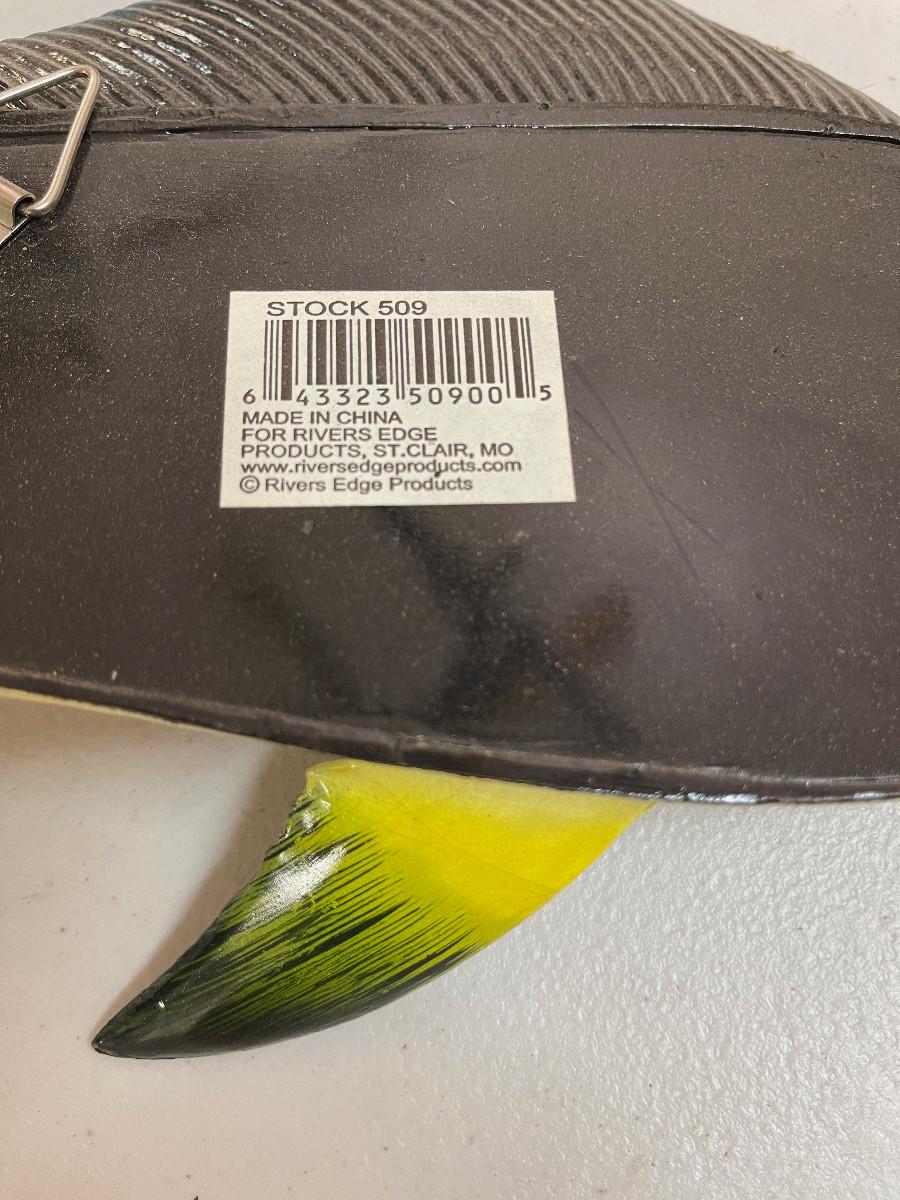 STOCK 509
6 43323 50900 5
MADE IN CHINA
FOR RIVERS EDGE
PRODUCTS, ST.CLAIR, MO
www.riversedgeproducts.com
© Rivers Edge Products